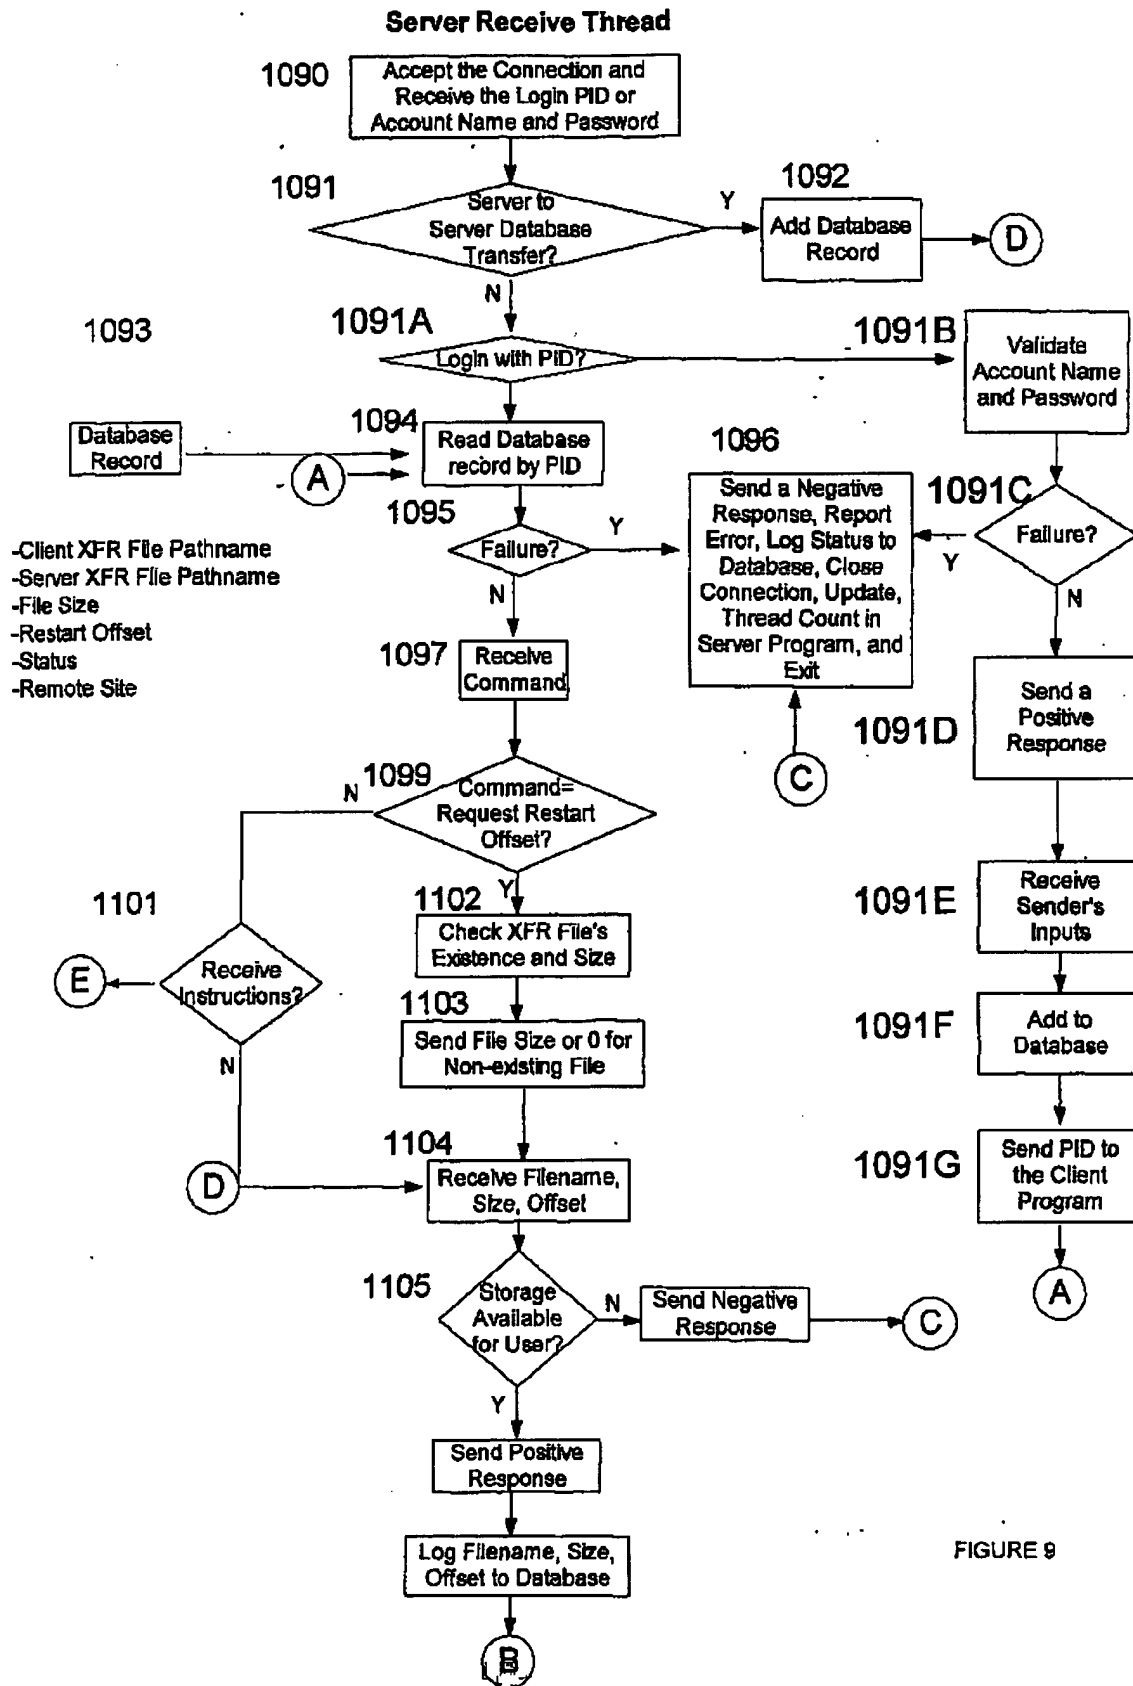 Server Receive Thread
1090
Accept the Connection and
Receive the Login PID or
Account Name and Password
1091
Server to
Server Database
Transfer?
Y
1092
Add Database
Record
D
N
1091A
Login with PID?
1091B
Validate
Account Name
and Password
1093
Database
Record
A
1094
Read Database
record by PID
1095
Failure?
Y
N
1096
Send a Negative
Response, Report
Error, Log Status to
Database, Close
Connection, Update,
Thread Count in
Server Program, and
Exit
C
1091C
Failure?
Y
N
-Client XFR File Pathname
-Server XFR File Pathname
-File Size
-Restart Offset
-Status
-Remote Site
1097
Receive
Command
1091D
Send a
Positive
Response
1099
Command=
Request Restart
Offset?
N
Y
1101
Receive
Instructions?
E
N
D
1102
Check XFR File's
Existence and Size
1103
Send File Size or 0 for
Non-existing File
1104
Receive Filename,
Size, Offset
1091E
Receive
Sender's
Inputs
1091F
Add to
Database
1091G
Send PID to
the Client
Program
A
1105
Storage
Available
for User?
N
Send Negative
Response
C
Y
Send Positive
Response
Log Filename, Size,
Offset to Database
B
FIGURE 9